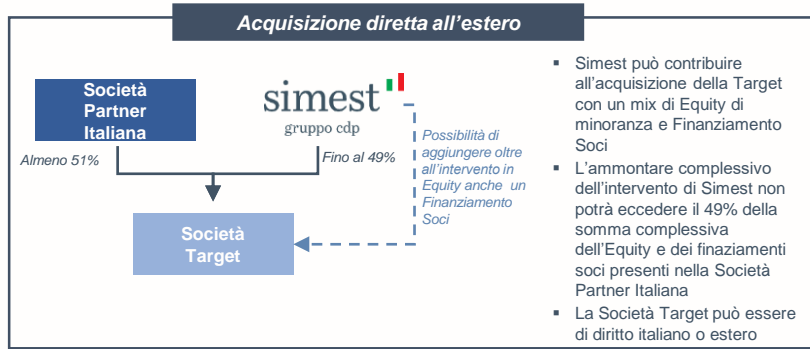 Acquisizione diretta all'estero
Società
Partner
Italiana
simest
gruppo cdp
Almeno 51%
Fino al 49%
Possibilità di
aggiungere oltre
all'intervento in
Equity anche un
Finanziamento
Soci
Società
Target
▪ Simest può contribuire
all'acquisizione della Target
con un mix di Equity di
minoranza e Finanziamento
Soci
▪ L'ammontare complessivo
dell'intervento di Simest non
potrà eccedere il 49% della
somma complessiva
dell'Equity e dei finaziamenti
soci presenti nella Società
Partner Italiana
▪ La Società Target può essere
di diritto italiano o estero